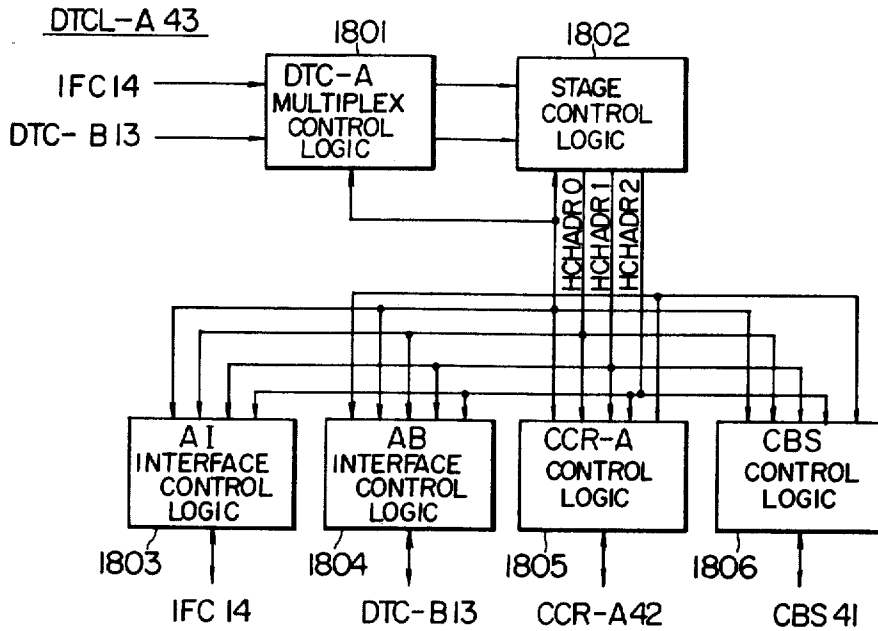 DTCL-A 43
1801
1802
IFC 14
DTC-B 13
DTC-A
MULTIPLEX
CONTROL
LOGIC
STAGE
CONTROL
LOGIC
HCHADR 0
HCHADR 1
HCHADR 2
AI
INTERFACE
CONTROL
LOGIC
AB
INTERFACE
CONTROL
LOGIC
CCR-A
CONTROL
LOGIC
CBS
CONTROL
LOGIC
1803
1804
1805
1806
IFC 14
DTC-B 13
CCR-A 42
CBS 41